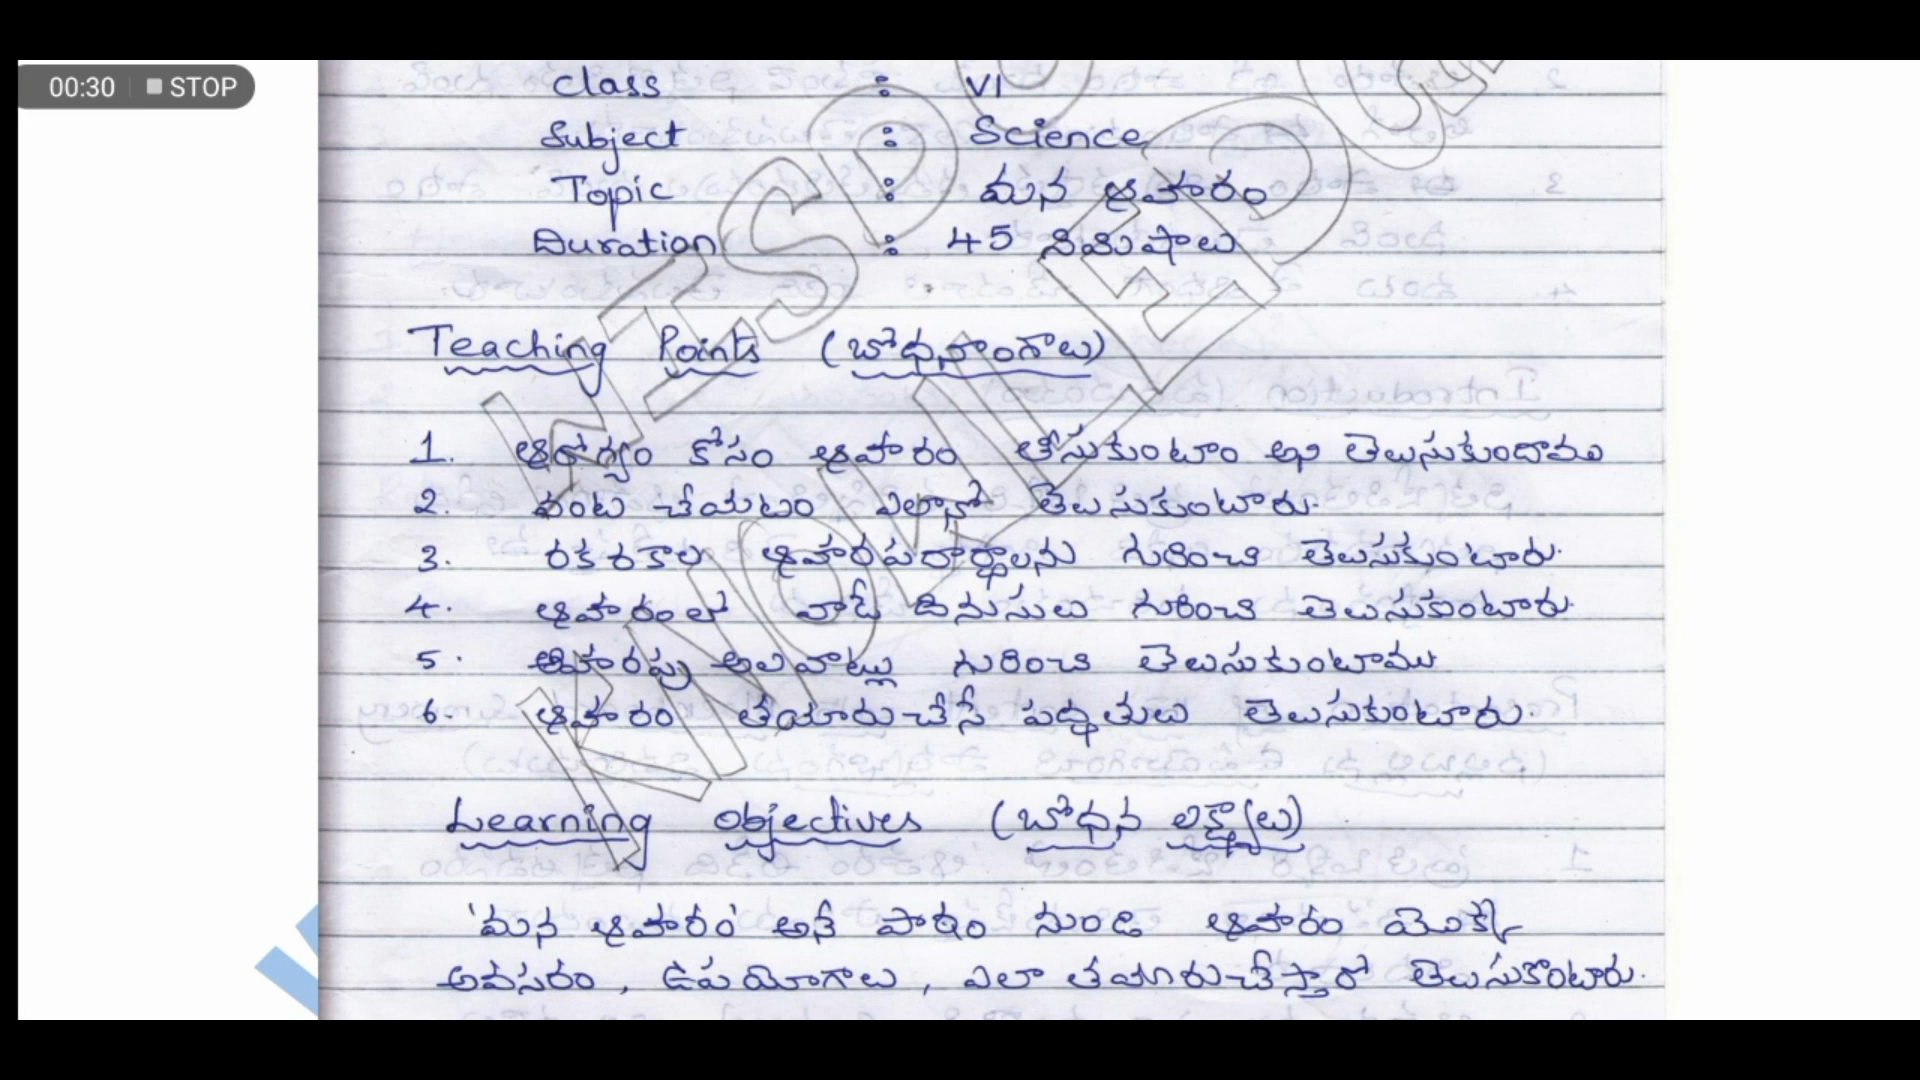 00:30 STOP
Class : VI
Subject : Science
Topic : మన ఆహారం
Duration : 45 నిమిషాలు
Teaching Points (బోధనాంశాలు)
1. ఆరోగ్యం కోసం ఆహారం తీసుకుంటాం అని తెలుసుకుందాము
2. వంట చేయటం ఎలానో తెలుసుకుంటారు.
3. రకరకాల ఆహారపదార్థాలను గురించి తెలుసుకుంటారు.
4. ఆహారంలో వాడే దినుసులు గురించి తెలుసుకుంటారు.
5. ఆహారపు అలవాట్లు గురించి తెలుసుకుంటాము
6. ఆహారం తయారుచేసే పద్ధతులు తెలుసుకుంటారు.
Learning Objectives (బోధన లక్ష్యాలు)
'మన ఆహారం' అనే పాఠం నుండి ఆహారం యొక్క
అవసరం, ఉపయోగాలు, ఎలా తయారుచేస్తారో తెలుసుకొంటారు.
WISDOM
KNOWLEDGE